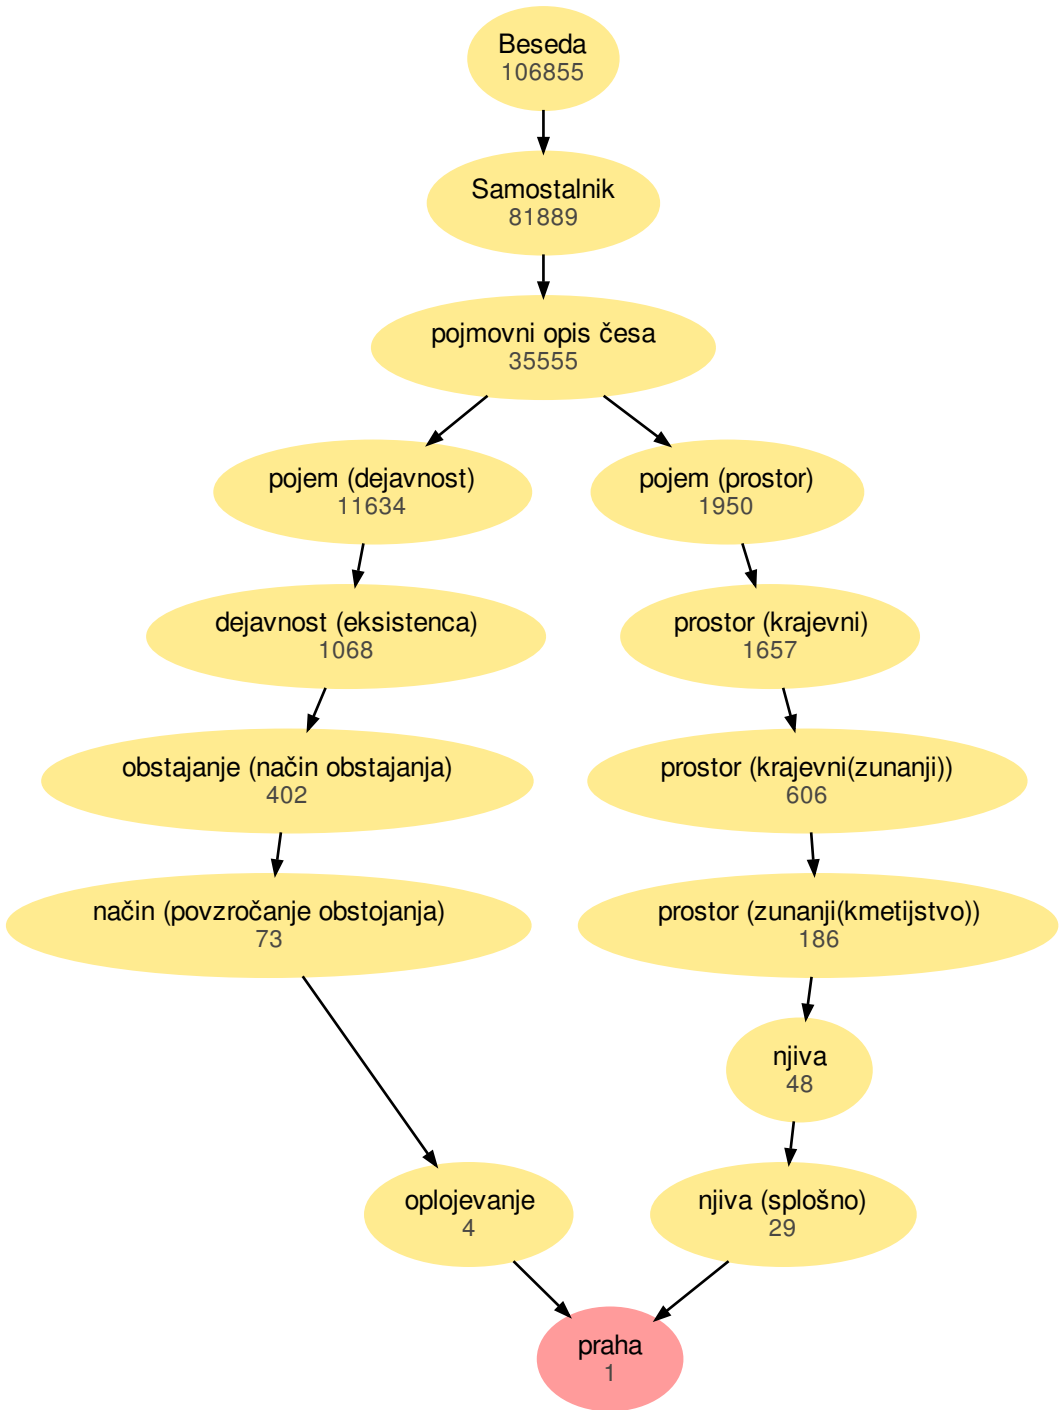 Beseda
106855
Samostalnik
81889
pojmovni opis česa
35555
pojem (dejavnost)
11634
pojem (prostor)
1950
dejavnost (eksistenca)
1068
prostor (krajevni)
1657
obstajanje (način obstajanja)
402
prostor (krajevni(zunanji))
606
način (povzročanje obstojanja)
73
prostor (zunanji(kmetijstvo))
186
njiva
48
oplojevanje
4
njiva (splošno)
29
praha
1